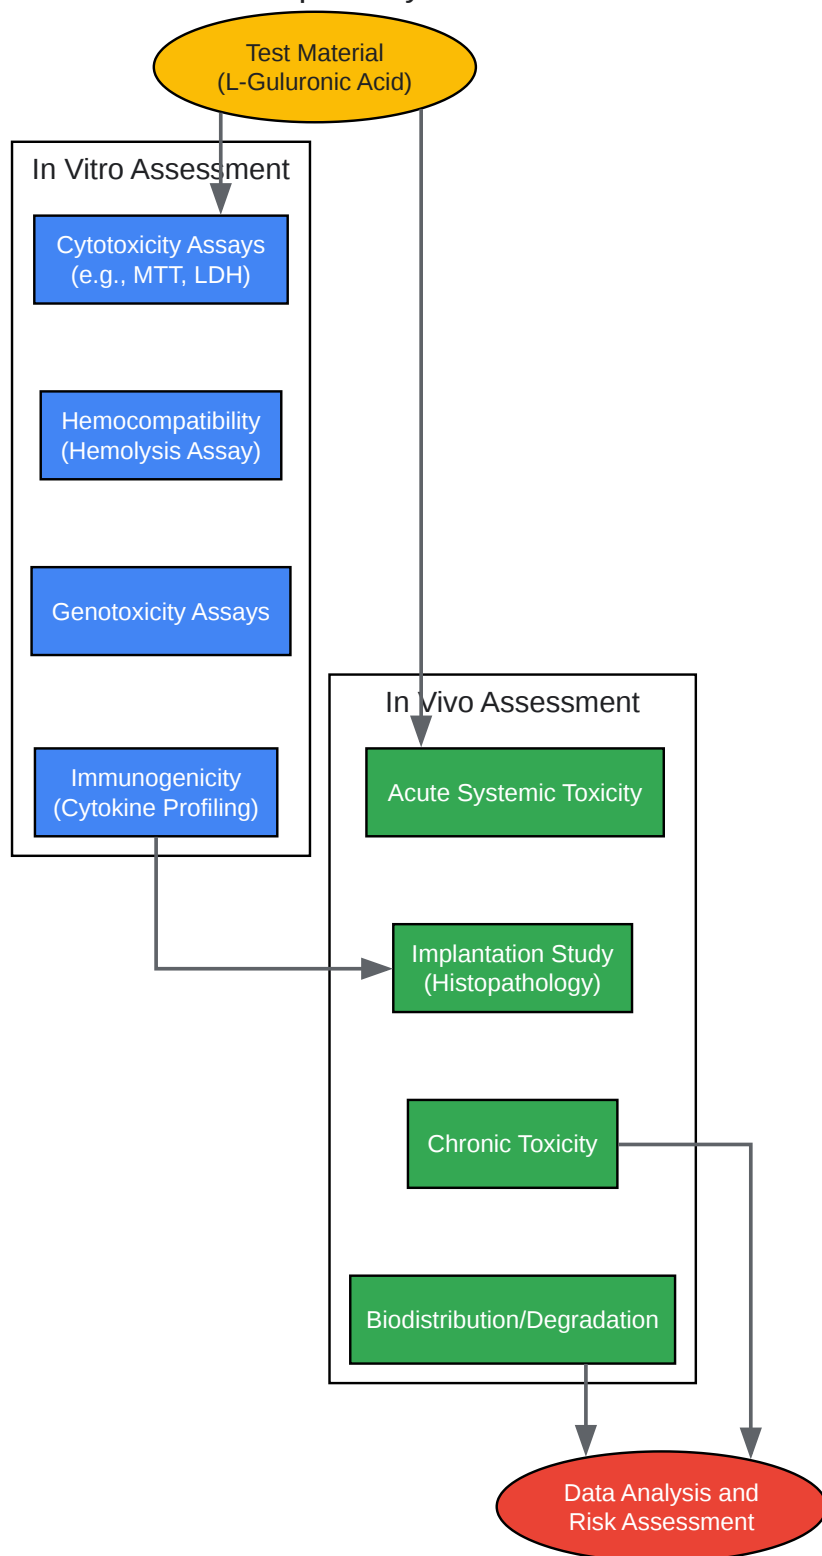 Test Material
(L-Guluronic Acid)
In Vitro Assessment
Cytotoxicity Assays
(e.g., MTT, LDH)
Hemocompatibility
(Hemolysis Assay)
Genotoxicity Assays
Immunogenicity
(Cytokine Profiling)
In Vivo Assessment
Acute Systemic Toxicity
Implantation Study
(Histopathology)
Chronic Toxicity
Biodistribution/Degradation
Data Analysis and
Risk Assessment